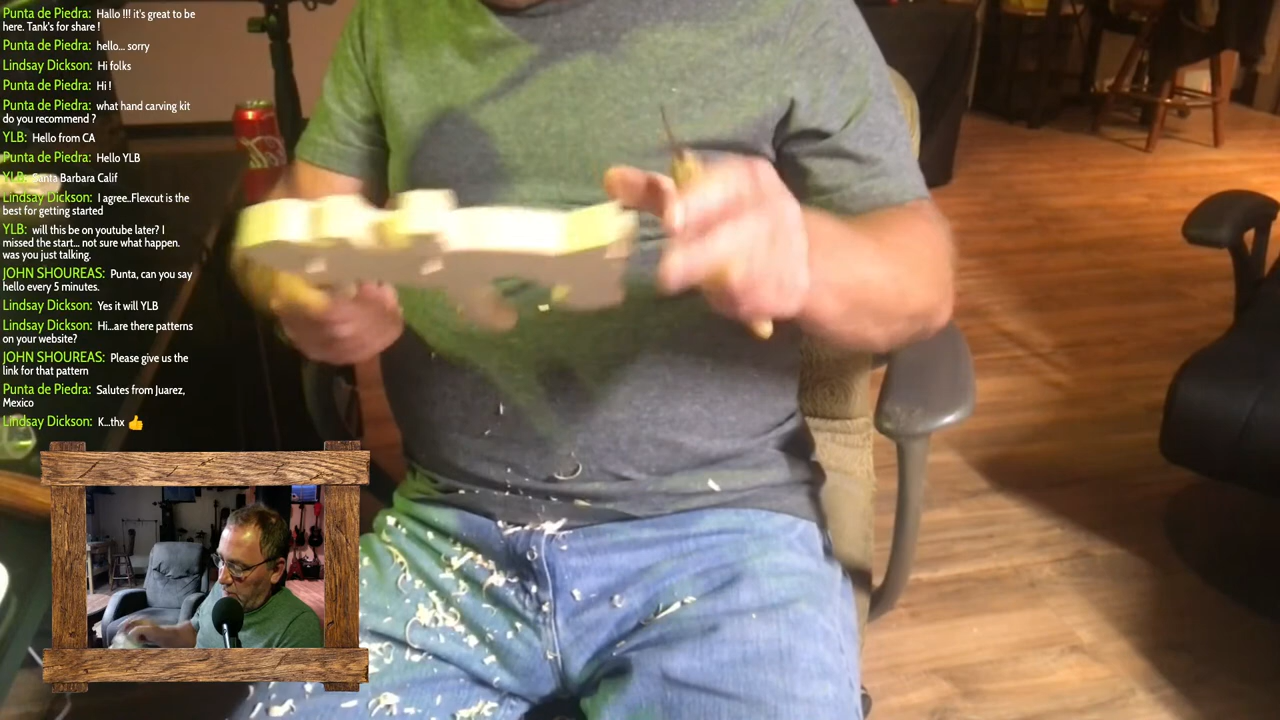 Punta de Piedra: Hallo !!! it's great to be
here. Tank's for share !
Punta de Piedra: hello... sorry
Lindsay Dickson: Hi folks
Punta de Piedra: Hi !
Punta de Piedra: what hand carving kit
do you recommend ?
YLB: Hello from CA
Punta de Piedra: Hello YLB
YLB: Santa Barbara Calif
Lindsay Dickson: I agree..Flexcut is the
best for getting started
YLB: will this be on youtube later? I
missed the start... not sure what happen.
was you just talking.
JOHN SHOUREAS: Punta, can you say
hello every 5 minutes.
Lindsay Dickson: Yes it will YLB
Lindsay Dickson: Hi...are there patterns
on your website?
JOHN SHOUREAS: Please give us the
link for that pattern
Punta de Piedra: Salutes from Juarez,
Mexico
Lindsay Dickson: K...thx 👍